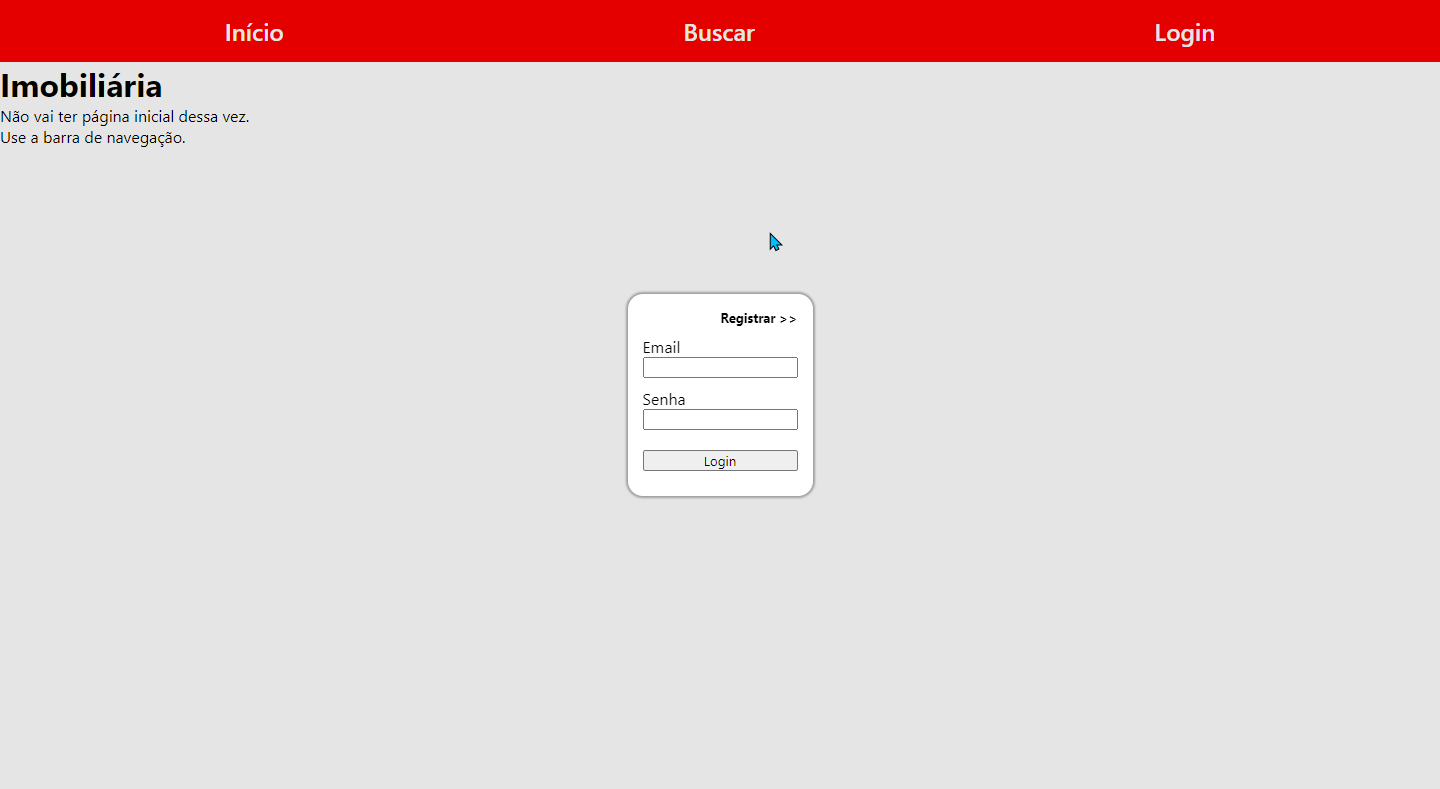 Início Buscar Login
Imobiliária
Não vai ter página inicial dessa vez.
Use a barra de navegação.
Registrar >>
Email
Senha
Login